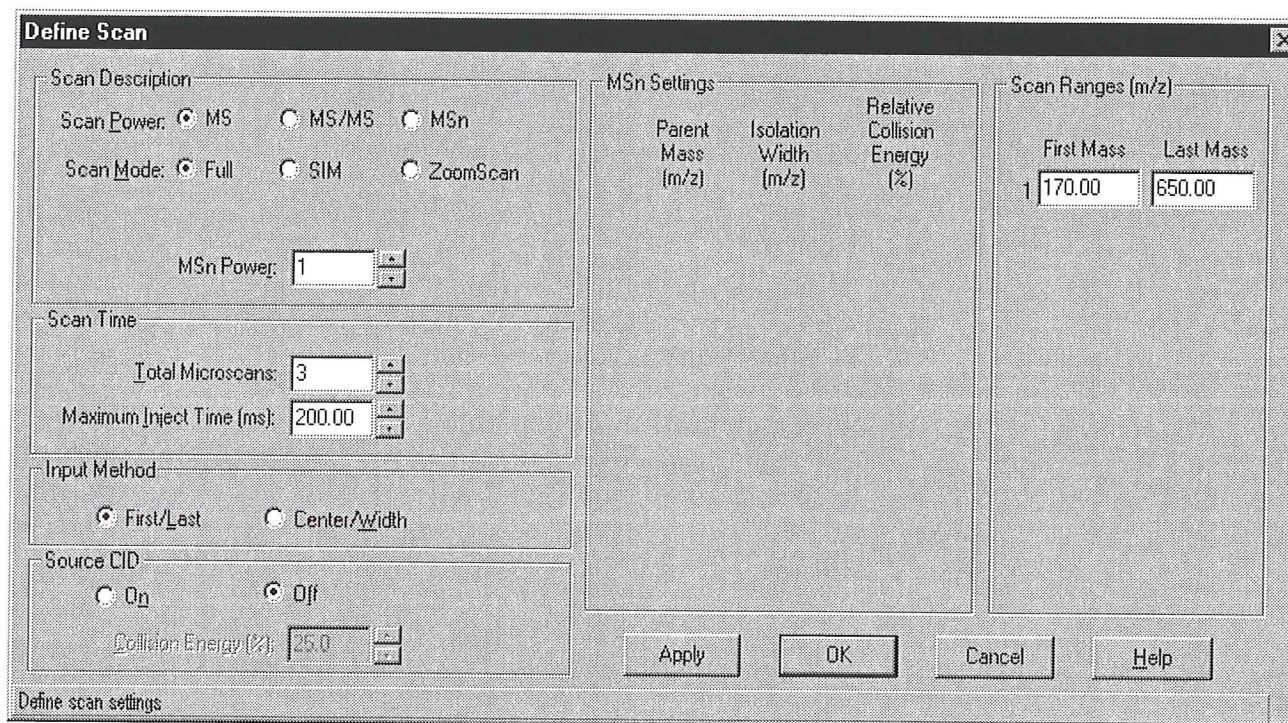 Define Scan
Scan Description
Scan Power: MS MS/MS MSn
Scan Mode: Full SIM ZoomScan
MSn Power: 1
Scan Time
Total Microscans: 3
Maximum Inject Time (ms): 200.00
Input Method
First/Last Center/Width
Source CID
On Off
Collision Energy (%): 25.0
MSn Settings
Parent Mass (m/z)
Isolation Width (m/z)
Relative Collision Energy (%)
Scan Ranges (m/z)
First Mass Last Mass
1 170.00 650.00
Apply OK Cancel Help
Define scan settings